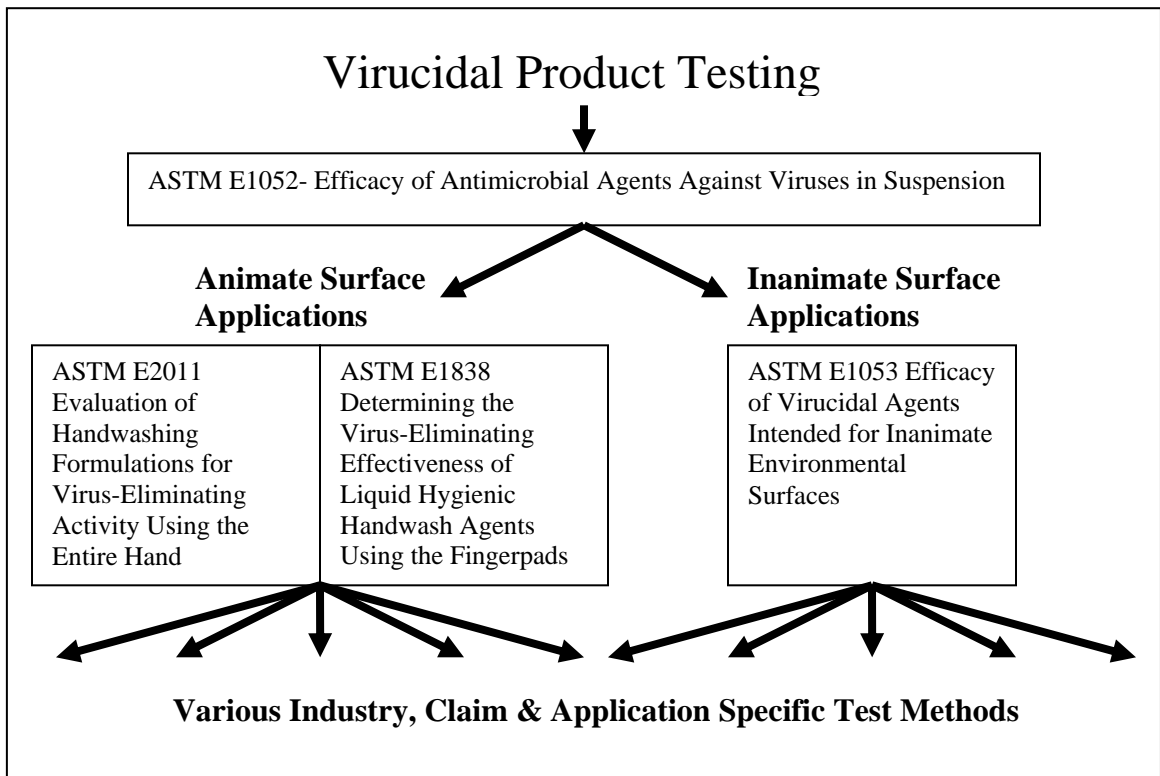 Virucidal Product Testing
ASTM E1052- Efficacy of Antimicrobial Agents Against Viruses in Suspension
Animate Surface
Applications
ASTM E2011
Evaluation of
Handwashing
Formulations for
Virus-Eliminating
Activity Using the
Entire Hand
ASTM E1838
Determining the
Virus-Eliminating
Effectiveness of
Liquid Hygienic
Handwash Agents
Using the Fingerpads
Inanimate Surface
Applications
ASTM E1053 Efficacy
of Virucidal Agents
Intended for Inanimate
Environmental
Surfaces
Various Industry, Claim & Application Specific Test Methods